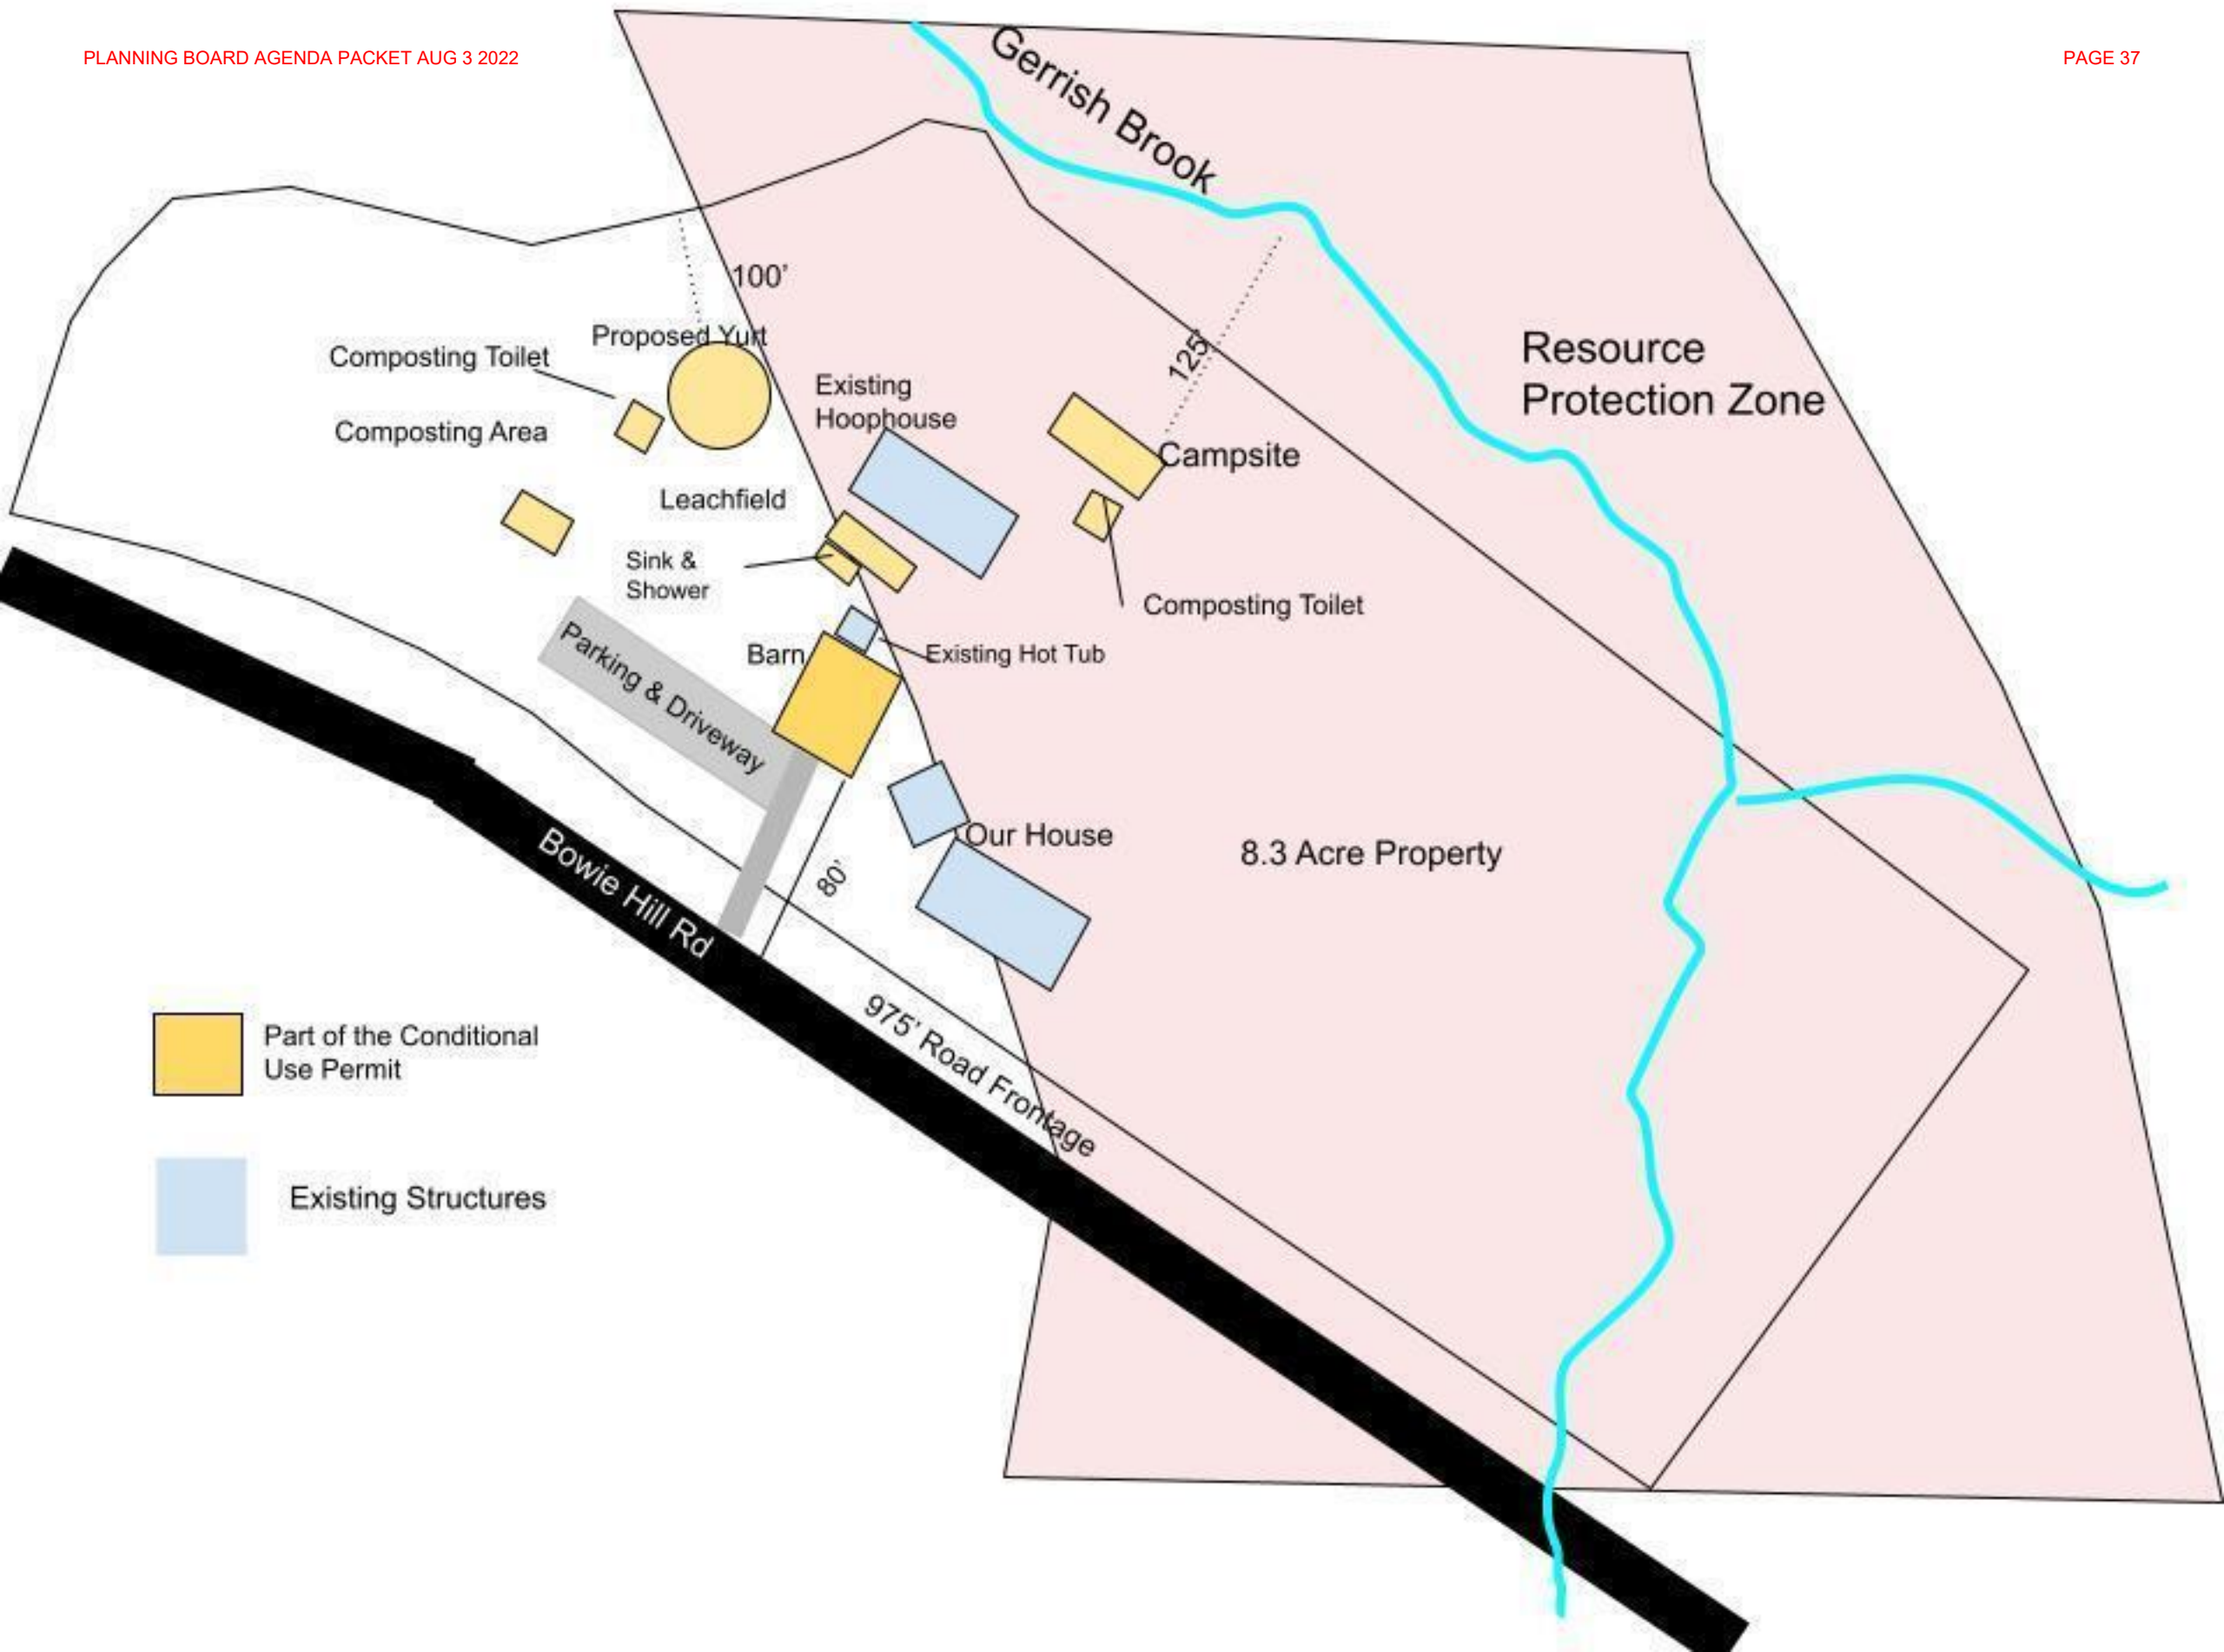 PLANNING BOARD AGENDA PACKET AUG 3 2022
PAGE 37
Gerrish Brook
100’
Proposed Yurt
Composting Toilet
Composting Area
Existing
Hoophouse
125’
Resource
Protection Zone
Campsite
Leachfield
Sink &
Shower
Composting Toilet
Parking & Driveway
Barn
Existing Hot Tub
Our House
8.3 Acre Property
80’
Bowie Hill Rd
975’ Road Frontage
Part of the Conditional
Use Permit
Existing Structures